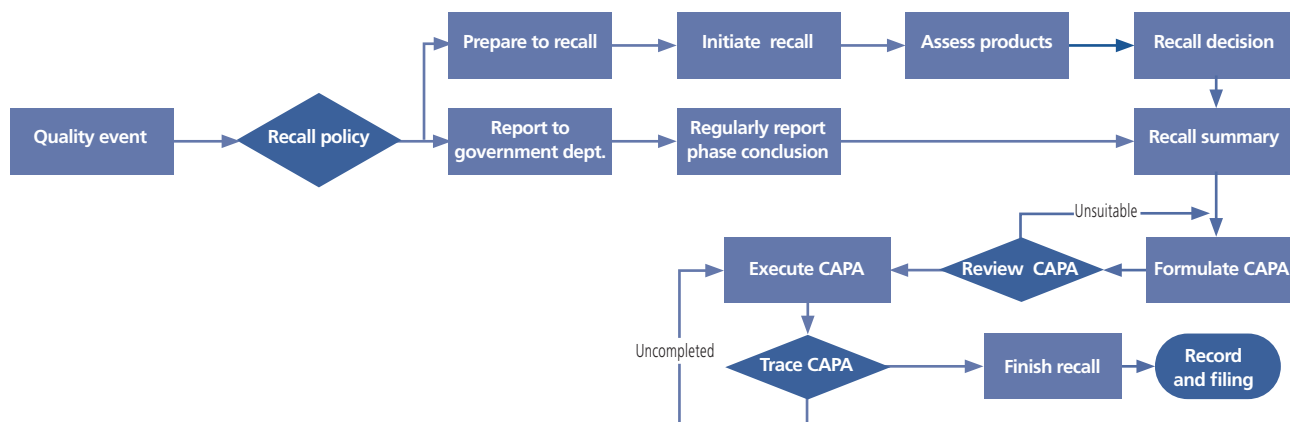 Prepare to recall
Initiate recall
Assess products
Recall decision
Quality event
Recall policy
Report to
government dept.
Regularly report
phase conclusion
Recall summary
Unsuitable
Execute CAPA
Review CAPA
Formulate CAPA
Uncompleted
Trace CAPA
Finish recall
Record
and filing